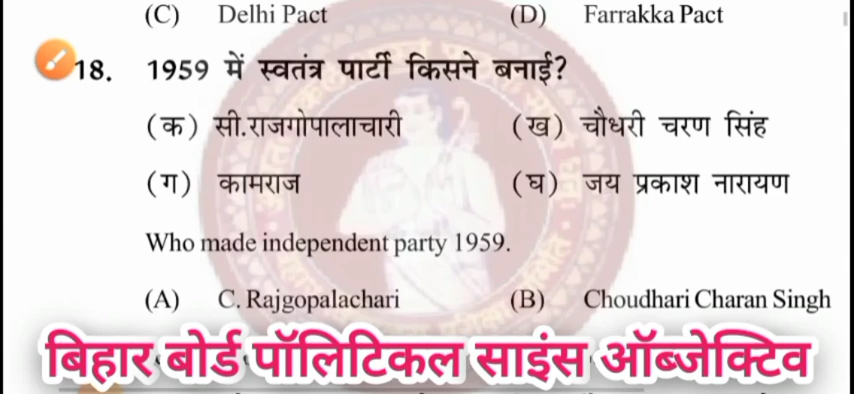 (C) Delhi Pact (D) Farrakka Pact
18. 1959 में स्वतंत्र पार्टी किसने बनाई?
(क) सी.राजगोपालाचारी (ख) चौधरी चरण सिंह
(ग) कामराज (घ) जय प्रकाश नारायण
Who made independent party 1959.
(A) C. Rajgopalachari (B) Choudhari Charan Singh
बिहार बोर्ड पॉलिटिकल साइंस ऑब्जेक्टिव